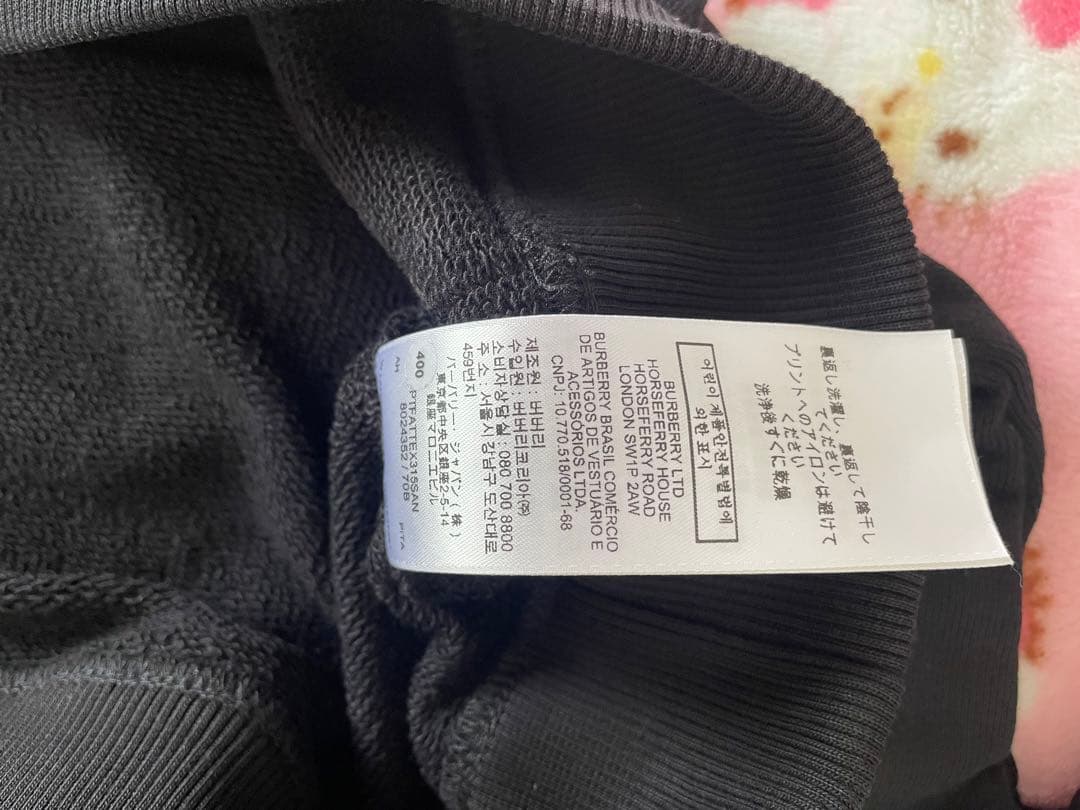 裏返し洗濯し、裏返して陰干し
てください
プリントへのアイロンは避けて
ください
洗浄後すぐに乾燥
어린이제품안전특별법에
의한 표시
BURBERRY LTD
HORSEFERRY HOUSE
HORSEFERRY ROAD
LONDON SW1P 2AW
BURBERRY BRASIL COMÉRCIO
DE ARTIGOS DE VESTUÁRIO E
ACESSÓRIOS LTDA.
CNPJ: 10.770.518/0001-68
제조원 : 버버리
수입원 : 버버리코리아(주)
소비자상담실 : 080 700 8800
주 소 : 서울시 강남구 도산대로
459번지
バーバリー・ジャパン(株)
東京都中央区銀座2-5-14
銀座マロニエビル
400
PTFATTEX315SAN
8024352 / 70B
AH
PITA